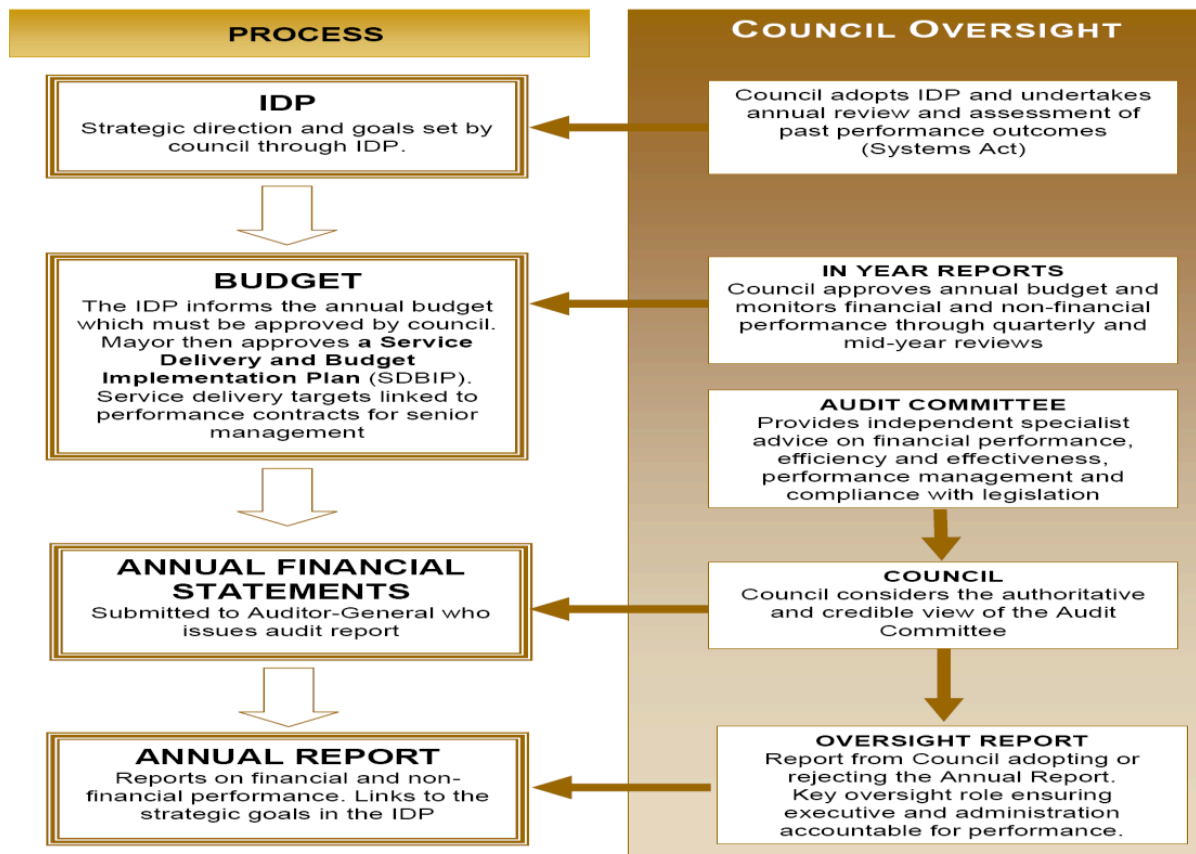 PROCESS
IDP
Strategic direction and goals set by
council through IDP.
BUDGET
The IDP informs the annual budget
which must be approved by council.
Mayor then approves a Service
Delivery and Budget
Implementation Plan (SDBIP).
Service delivery targets linked to
performance contracts for senior
management
ANNUAL FINANCIAL
STATEMENTS
Submitted to Auditor-General who
issues audit report
ANNUAL REPORT
Reports on financial and non-
financial performance. Links to the
strategic goals in the IDP
COUNCIL OVERSIGHT
Council adopts IDP and undertakes
annual review and assessment of
past performance outcomes
(Systems Act)
IN YEAR REPORTS
Council approves annual budget and
monitors financial and non-financial
performance through quarterly and
mid-year reviews
AUDIT COMMITTEE
Provides independent specialist
advice on financial performance,
efficiency and effectiveness,
performance management and
compliance with legislation
COUNCIL
Council considers the authoritative
and credible view of the Audit
Committee
OVERSIGHT REPORT
Report from Council adopting or
rejecting the Annual Report.
Key oversight role ensuring
executive and administration
accountable for performance.